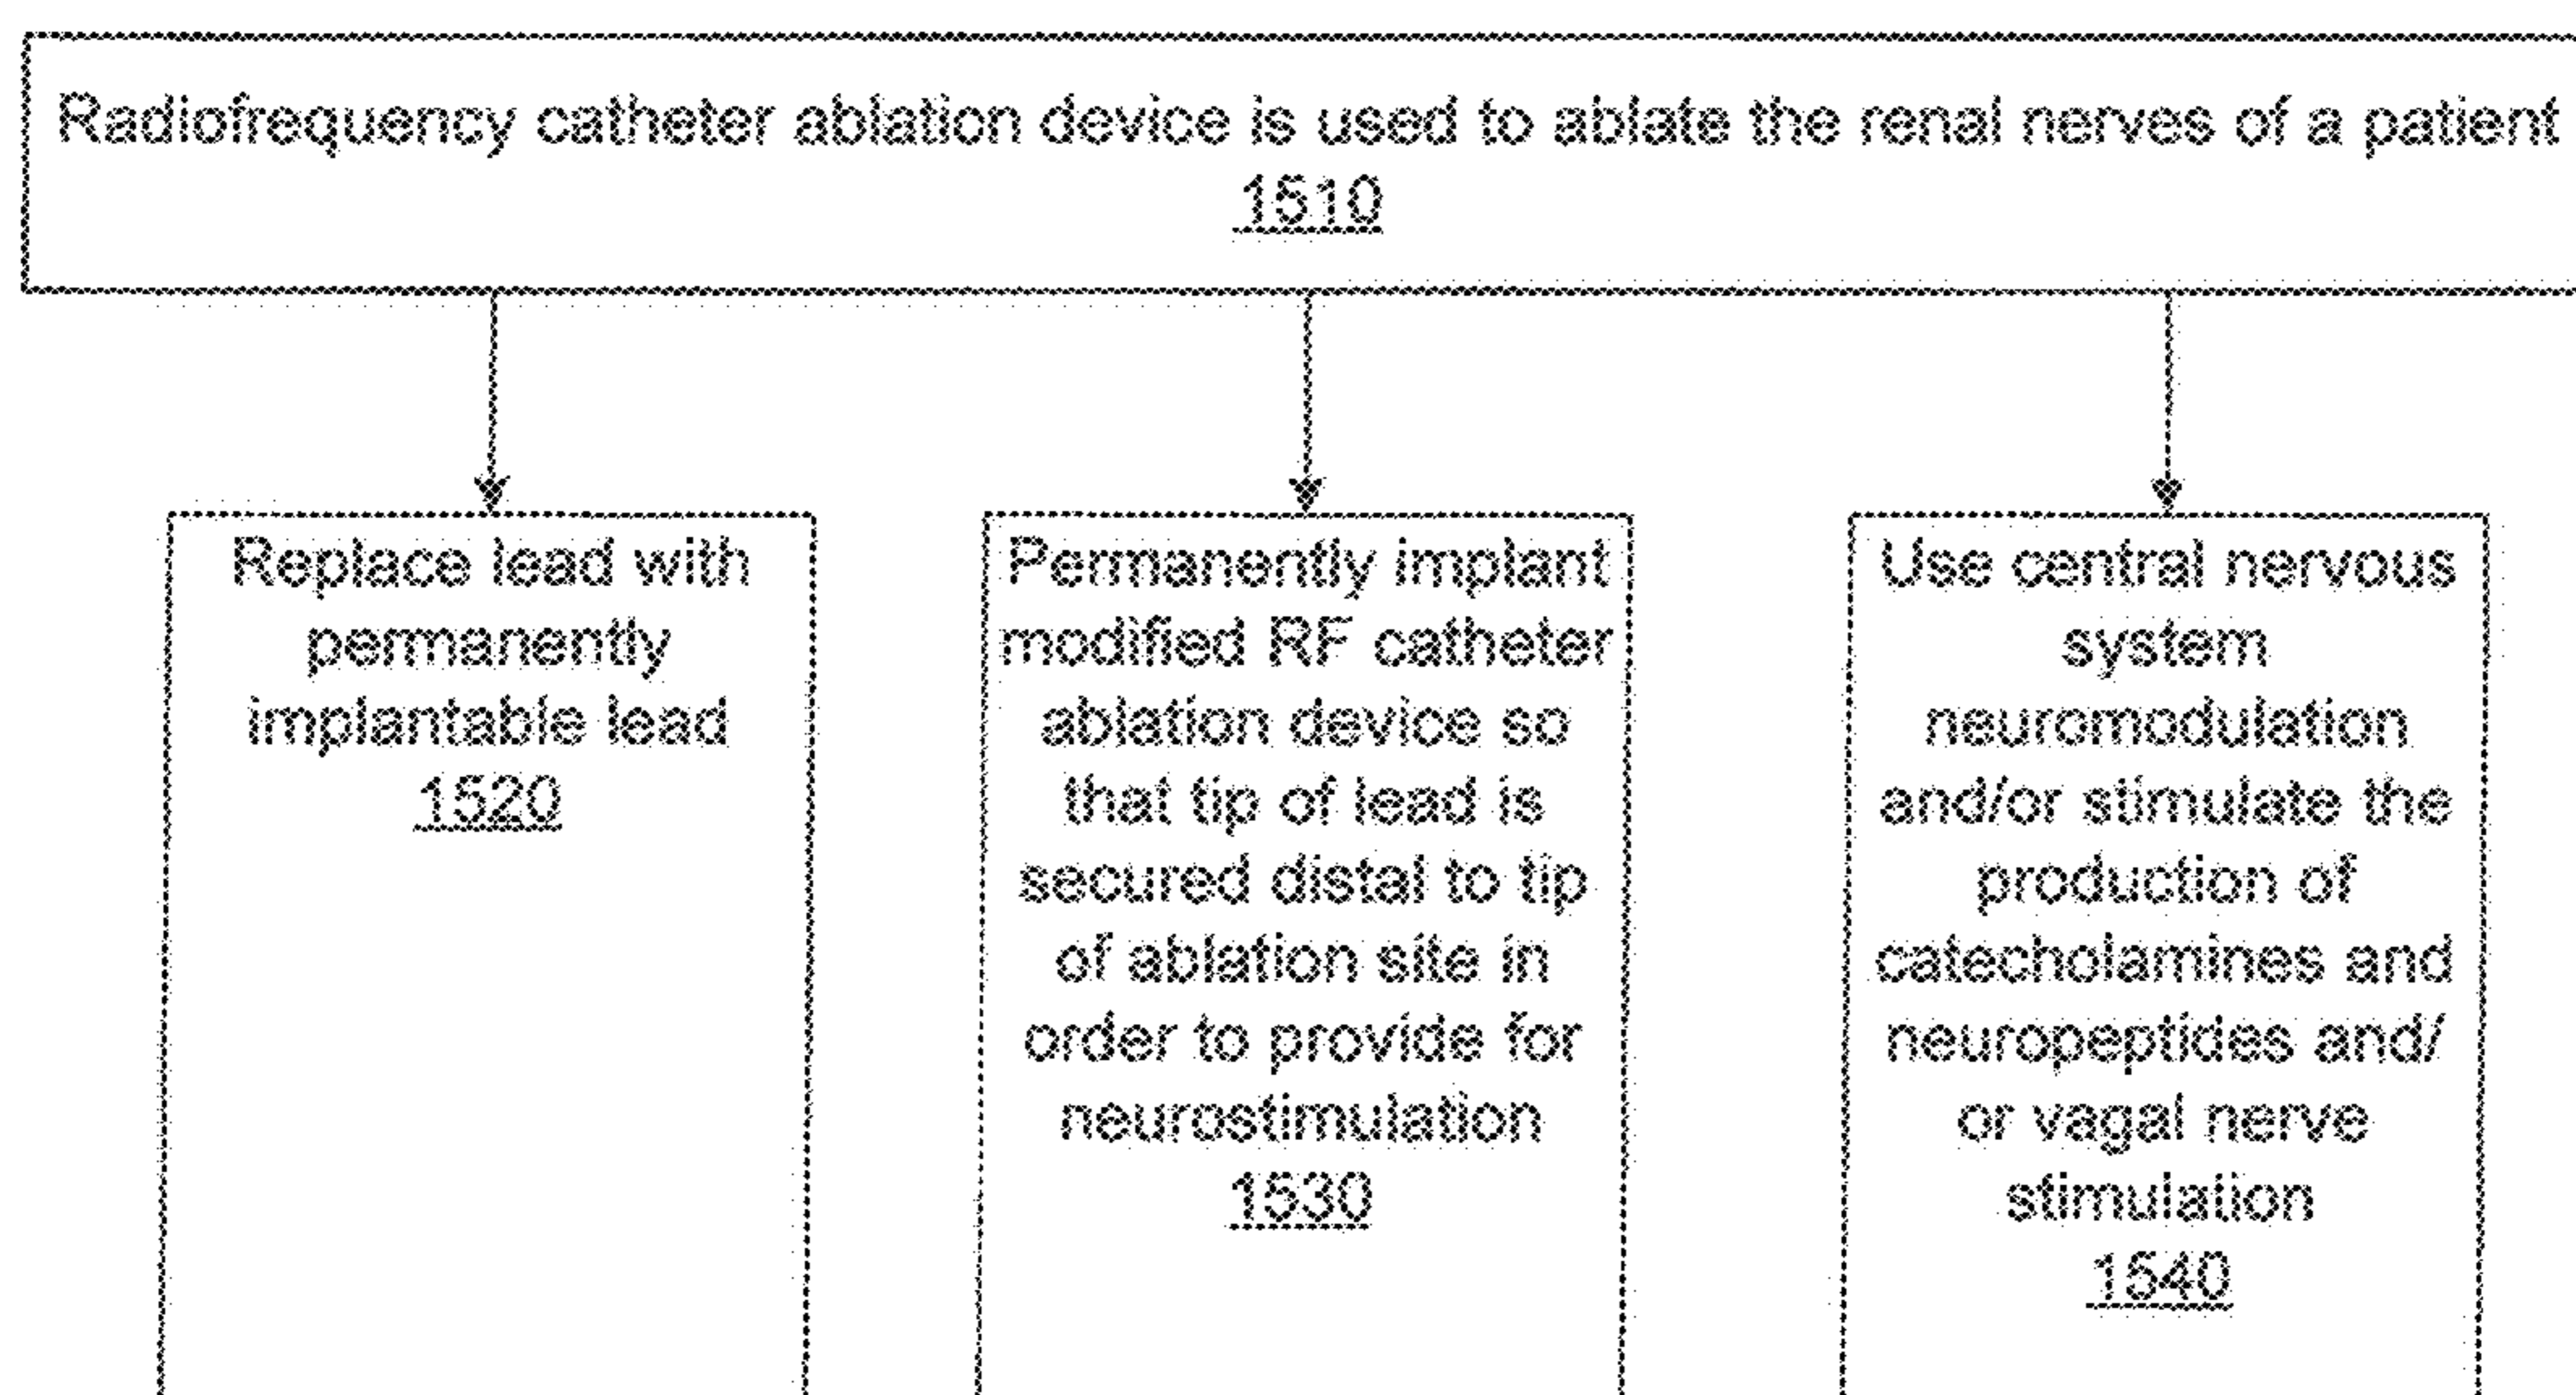 Radiofrequency catheter ablation device is used to ablate the renal nerves of a patient
1510
Replace lead with
permanently
implantable lead
1520
Permanently implant
modified RF catheter
ablation device so
that tip of lead is
secured distal to tip
of ablation site in
order to provide for
neurostimulation
1530
Use central nervous
system
neuromodulation
and/or stimulate the
production of
catecholamines and
neuropeptides and/
or vagal nerve
stimulation
1540